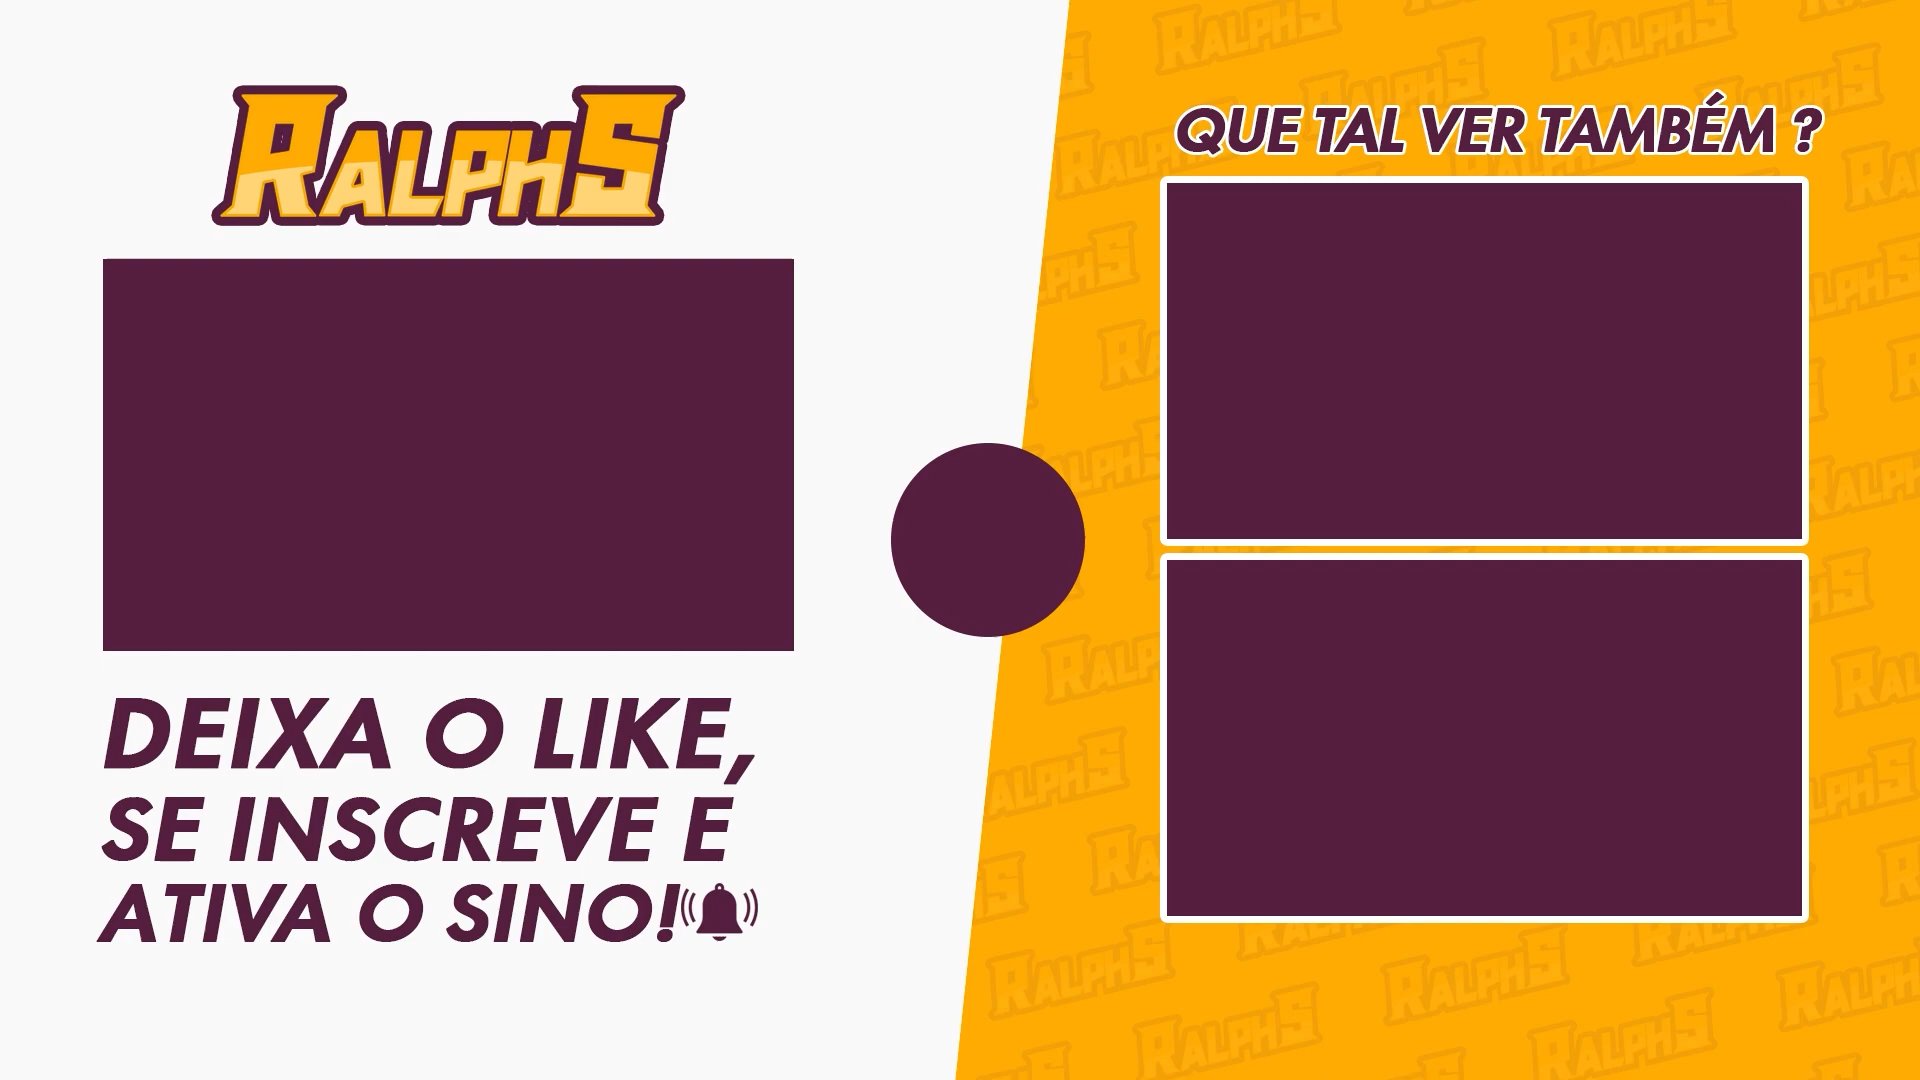 RALPHS
DEIXA O LIKE,
SE INSCREVE E
ATIVA O SINO!
QUE TAL VER TAMBÉM ?